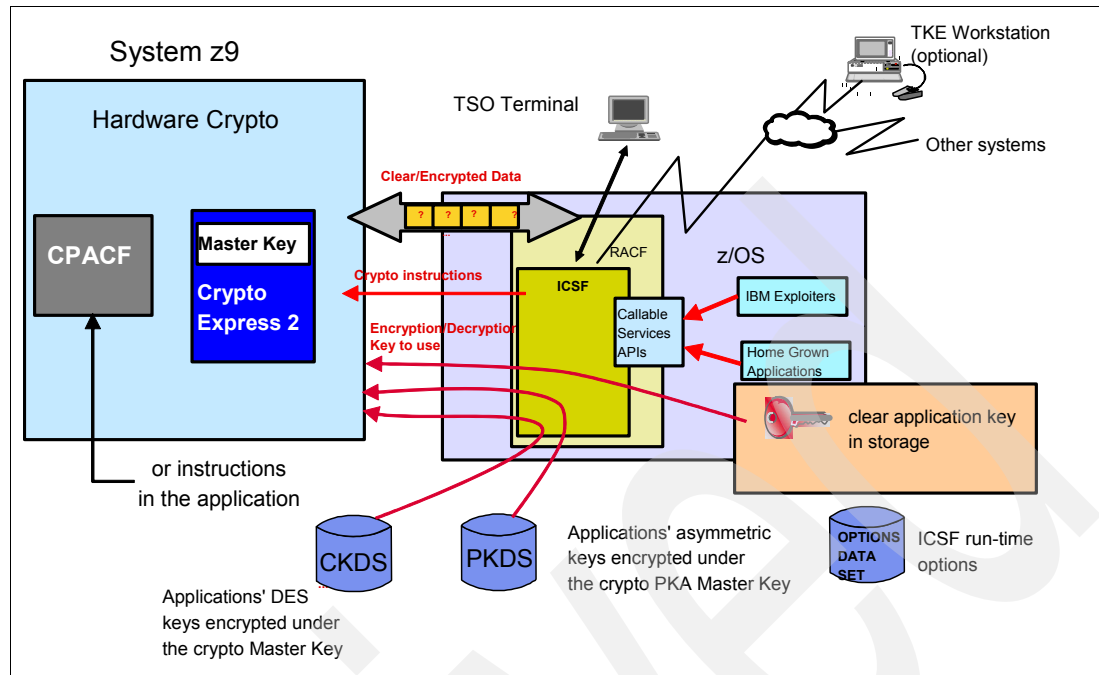 System z9
TKE Workstation
(optional)
TSO Terminal
Hardware Crypto
Other systems
Clear/Encrypted Data
? ? ? ?
CPACF
Master Key
Crypto
Express 2
RACF
z/OS
Crypto instructions
ICSF
IBM Exploiters
Callable
Services
APIs
Encryption/Decryption
Key to use
Home Grown
Applications
clear application key
in storage
or instructions
in the application
CKDS
PKDS
Applications' asymmetric
keys encrypted under
the crypto PKA Master Key
OPTIONS
DATA
SET
ICSF run-time
options
Applications' DES
keys encrypted under
the crypto Master Key